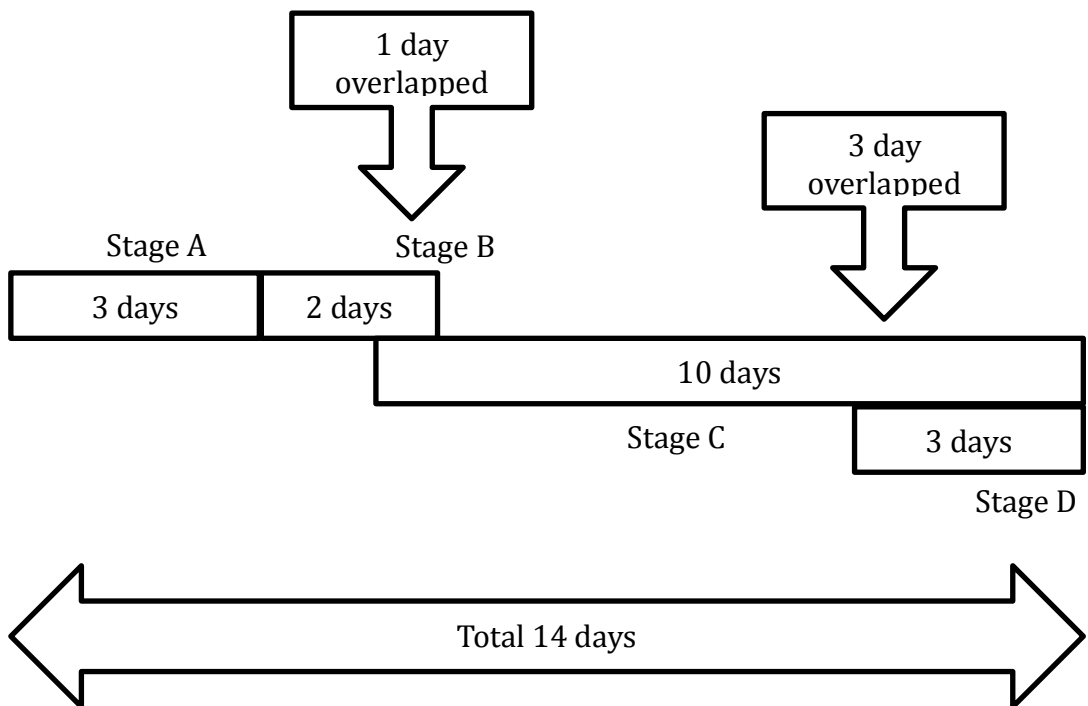 1 day
overlapped
3 day
overlapped
Stage A
Stage B
3 days
2 days
10 days
Stage C
3 days
Stage D
Total 14 days